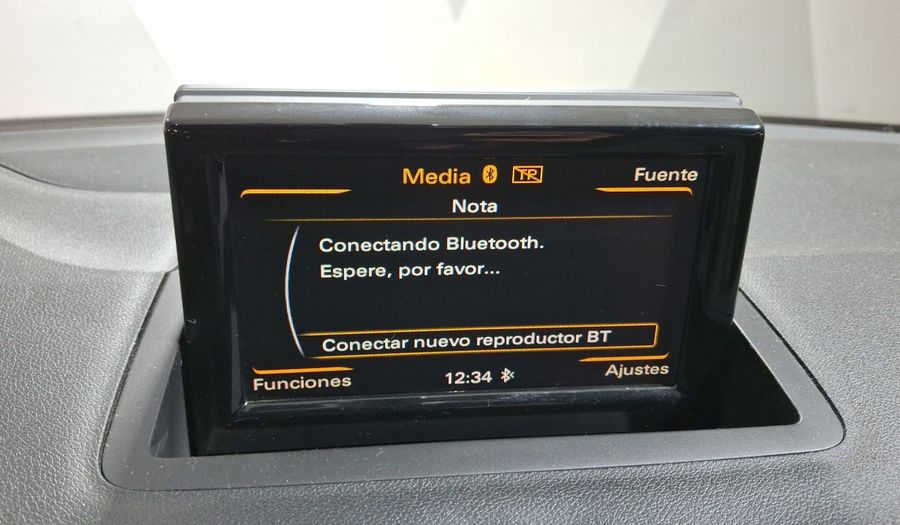 Media TP Fuente
Nota
Conectando Bluetooth.
Espere, por favor...
Conectar nuevo reproductor BT
Funciones 12:34 Ajustes